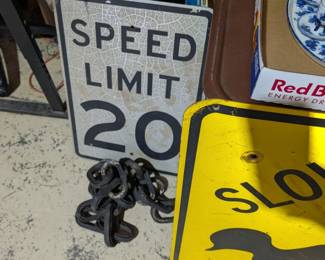 SPEED
LIMIT
20
Red B
ENERGY DR
SLO